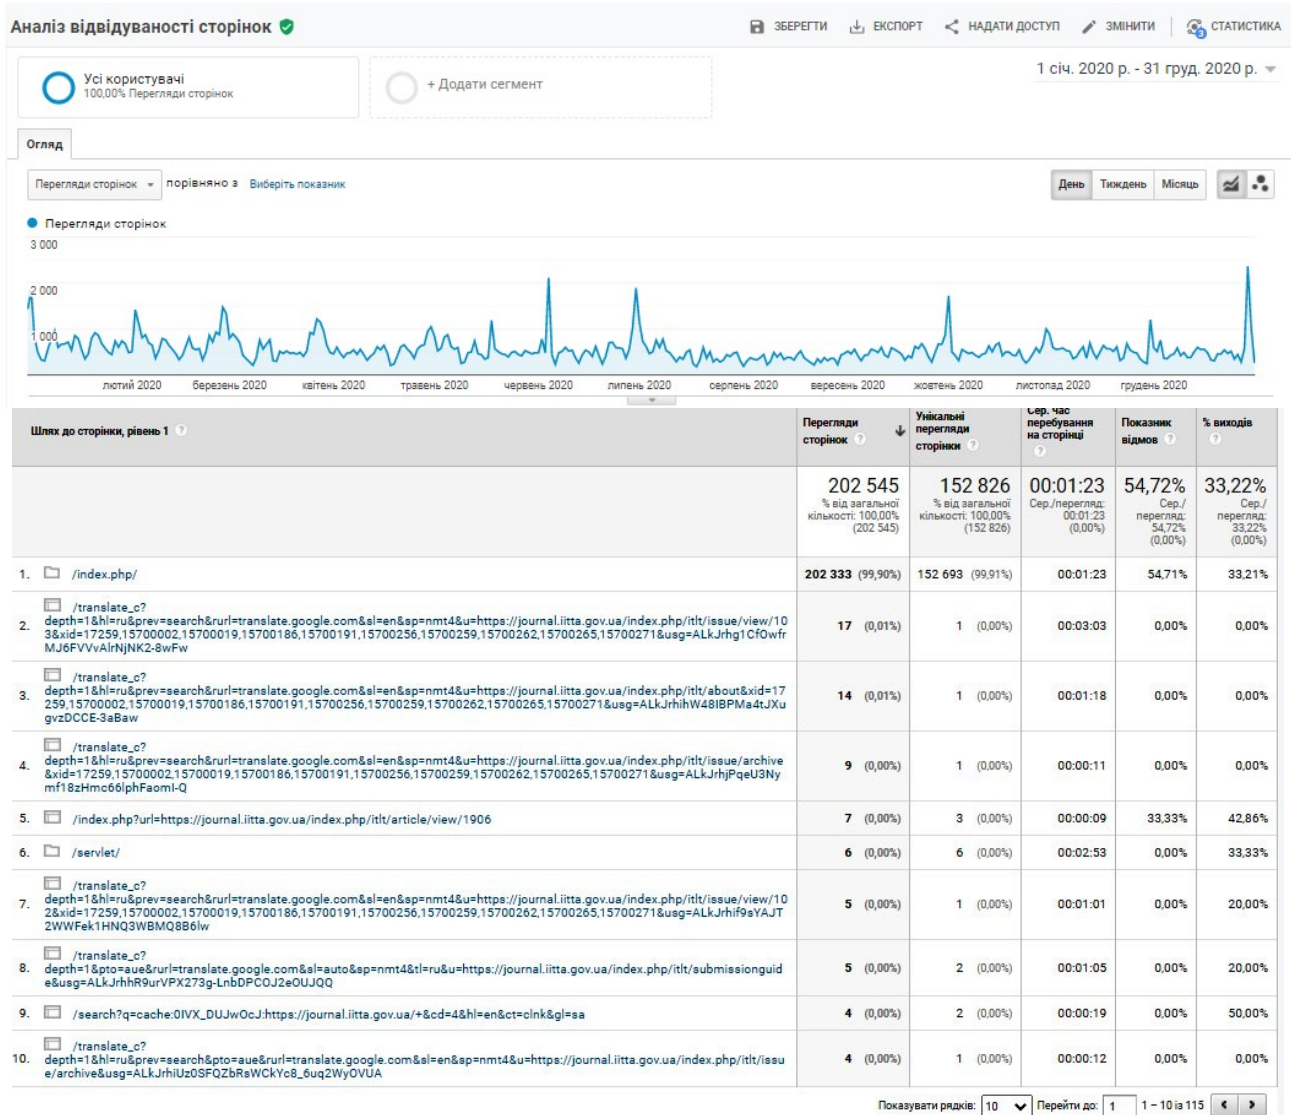 Аналіз відвідуваності сторінок
ЗБЕРЕГТИ ЕКСПОРТ НАДАТИ ДОСТУП ЗМІНИТИ 3 СТАТИСТИКА
Усі користувачі
100,00% Перегляди сторінок
+ Додати сегмент
1 січ. 2020 р. - 31 груд. 2020 р.
Огляд
Перегляди сторінок порівняно з Виберіть показник
День Тиждень Місяць
Перегляди сторінок
3 000
2 000
1 000
лютий 2020 березень 2020 квітень 2020 травень 2020 червень 2020 липень 2020 серпень 2020 вересень 2020 жовтень 2020 листопад 2020 грудень 2020
Шлях до сторінки, рівень 1 ?
Перегляди
сторінок ?
Унікальні
перегляди
сторінки ?
Сер. час
перебування
на сторінці
?
Показник
відмов ?
% виходів
?
202 545
% від загальної
кількості: 100,00%
(202 545)
152 826
% від загальної
кількості: 100,00%
(152 826)
00:01:23
Сер./перегляд:
00:01:23
(0,00%)
54,72%
Сер./
перегляд:
54,72%
(0,00%)
33,22%
Сер./
перегляд:
33,22%
(0,00%)
1. /index.php/ 202 333 (99,90%) 152 693 (99,91%) 00:01:23 54,71% 33,21%
2. /translate_c?
depth=1&hl=ru&prev=search&rurl=translate.google.com&sl=en&sp=nmt4&u=https://journal.iitta.gov.ua/index.php/itlt/issue/view/10
3&xid=17259,15700002,15700019,15700186,15700191,15700256,15700259,15700262,15700265,15700271&usg=ALkJrhg1CfOwfr
MJ6FVVvAlrNjNK2-8wFw
17 (0,01%) 1 (0,00%) 00:03:03 0,00% 0,00%
3. /translate_c?
depth=1&hl=ru&prev=search&rurl=translate.google.com&sl=en&sp=nmt4&u=https://journal.iitta.gov.ua/index.php/itlt/about&xid=17
259,15700002,15700019,15700186,15700191,15700256,15700259,15700262,15700265,15700271&usg=ALkJrhihW48IBPMa4tJXu
gvzDCCE-3aBaw
14 (0,01%) 1 (0,00%) 00:01:18 0,00% 0,00%
4. /translate_c?
depth=1&hl=ru&prev=search&rurl=translate.google.com&sl=en&sp=nmt4&u=https://journal.iitta.gov.ua/index.php/itlt/issue/archive
&xid=17259,15700002,15700019,15700186,15700191,15700256,15700259,15700262,15700265,15700271&usg=ALkJrhjPqeU3Ny
mf18zHmc66lphFaomI-Q
9 (0,00%) 1 (0,00%) 00:00:11 0,00% 0,00%
5. /index.php?url=https://journal.iitta.gov.ua/index.php/itlt/article/view/1906 7 (0,00%) 3 (0,00%) 00:00:09 33,33% 42,86%
6. /servlet/ 6 (0,00%) 6 (0,00%) 00:02:53 0,00% 33,33%
7. /translate_c?
depth=1&hl=ru&prev=search&rurl=translate.google.com&sl=en&sp=nmt4&u=https://journal.iitta.gov.ua/index.php/itlt/issue/view/10
2&xid=17259,15700002,15700019,15700186,15700191,15700256,15700259,15700262,15700265,15700271&usg=ALkJrhif9sYAJT
2WWFek1HNQ3WBMQ8B6lw
5 (0,00%) 1 (0,00%) 00:01:01 0,00% 20,00%
8. /translate_c?
depth=1&pto=aue&rurl=translate.google.com&sl=auto&sp=nmt4&tl=ru&u=https://journal.iitta.gov.ua/index.php/itlt/submissionguid
e&usg=ALkJrhhR9urVPX273g-LnbDPCOJ2eOUJQQ
5 (0,00%) 2 (0,00%) 00:01:05 0,00% 20,00%
9. /search?q=cache:0IVX_DUJwOcJ:https://journal.iitta.gov.ua/+&cd=4&hl=en&ct=clnk&gl=sa 4 (0,00%) 2 (0,00%) 00:00:19 0,00% 50,00%
10. /translate_c?
depth=1&hl=ru&prev=search&pto=aue&rurl=translate.google.com&sl=en&sp=nmt4&u=https://journal.iitta.gov.ua/index.php/itlt/issu
e/archive&usg=ALkJrhiUz0SFQZbRsWCkYc8_6uq2WyOVUA
4 (0,00%) 1 (0,00%) 00:00:12 0,00% 0,00%
Показувати рядків: 10 Перейти до: 1 1 – 10 із 115